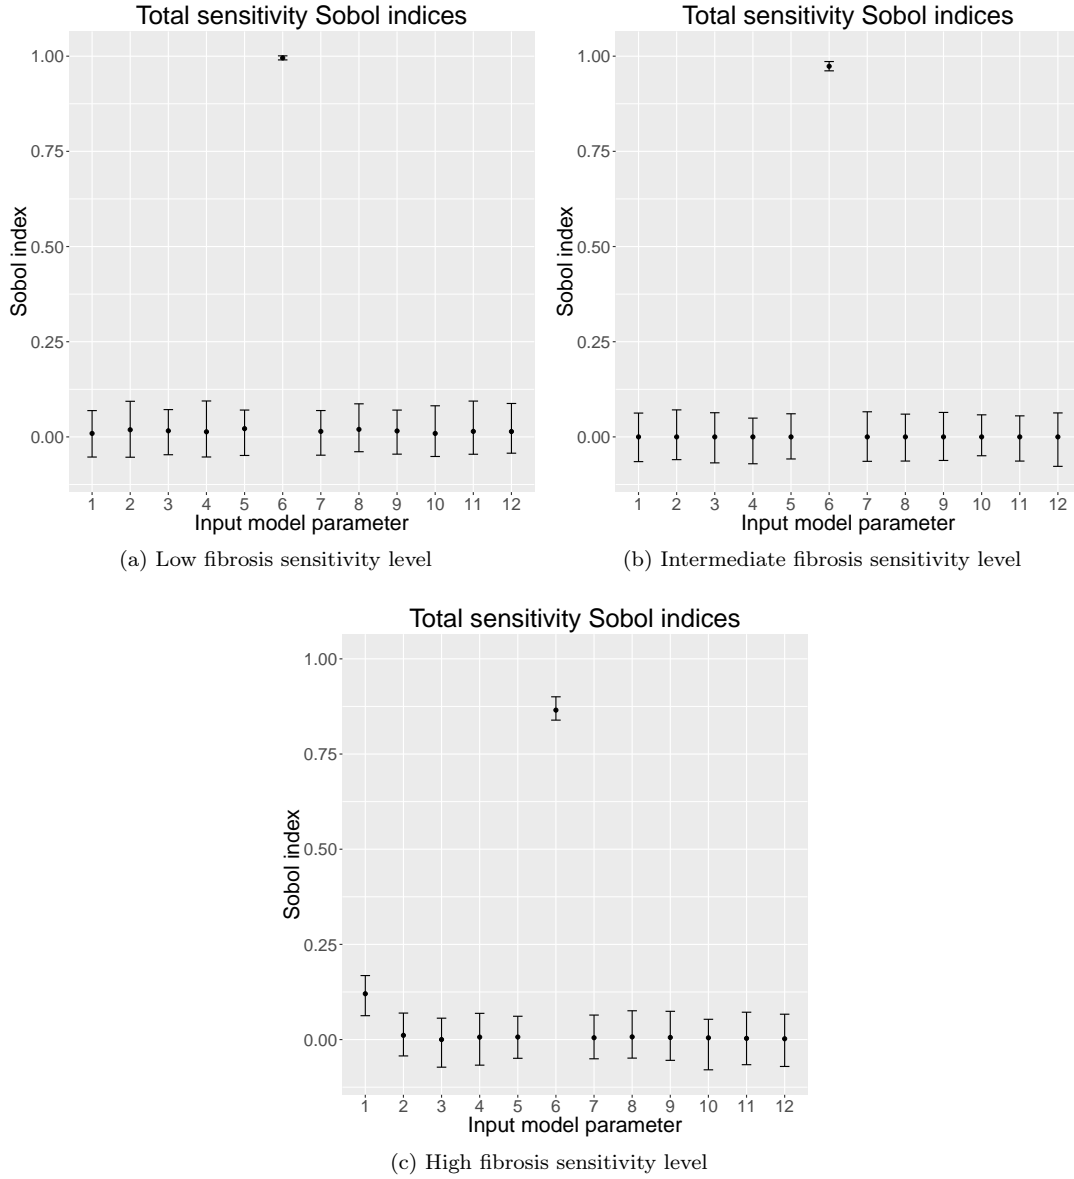 Total sensitivity Sobol indices
1.00
0.75
0.50
0.25
0.00
Sobol index
1 2 3 4 5 6 7 8 9 10 11 12
Input model parameter
(a) Low fibrosis sensitivity level
Total sensitivity Sobol indices
1.00
0.75
0.50
0.25
0.00
Sobol index
1 2 3 4 5 6 7 8 9 10 11 12
Input model parameter
(b) Intermediate fibrosis sensitivity level
Total sensitivity Sobol indices
1.00
0.75
0.50
0.25
0.00
Sobol index
1 2 3 4 5 6 7 8 9 10 11 12
Input model parameter
(c) High fibrosis sensitivity level